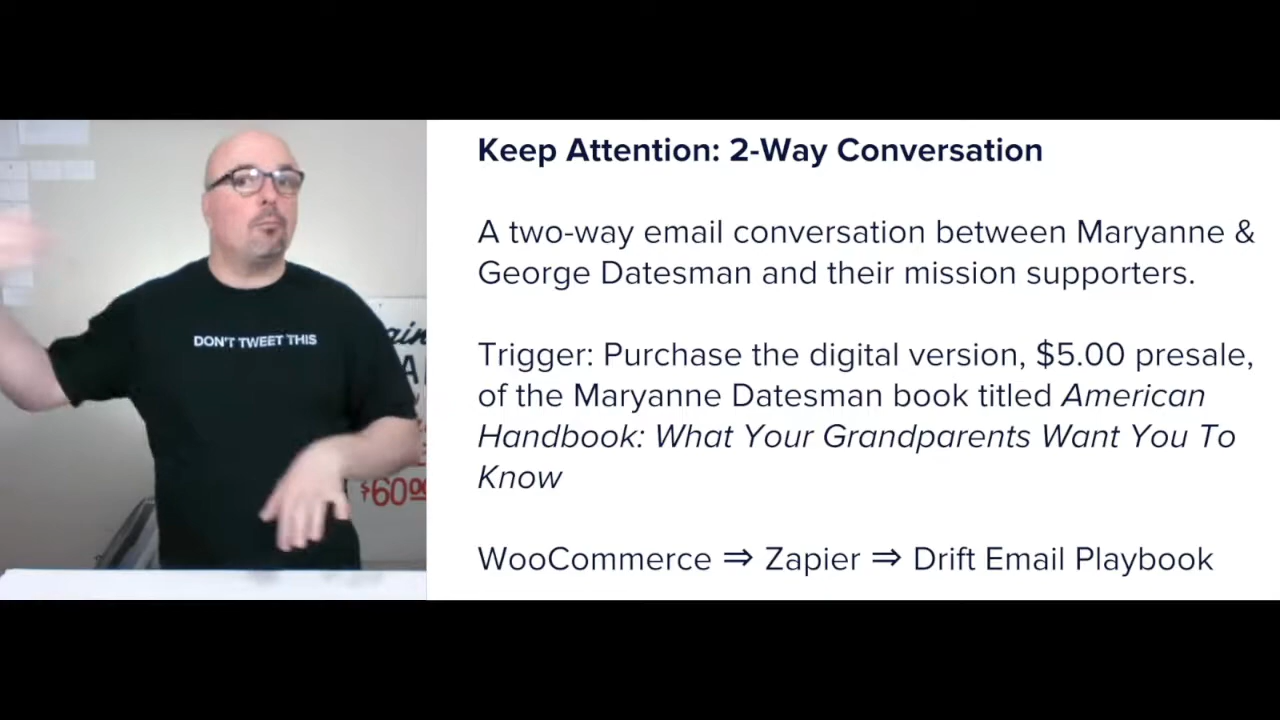 Keep Attention: 2-Way Conversation
A two-way email conversation between Maryanne &
George Datesman and their mission supporters.
Trigger: Purchase the digital version, $5.00 presale,
of the Maryanne Datesman book titled American
Handbook: What Your Grandparents Want You To
Know
WooCommerce ⇒ Zapier ⇒ Drift Email Playbook
DON'T TWEET THIS
$60